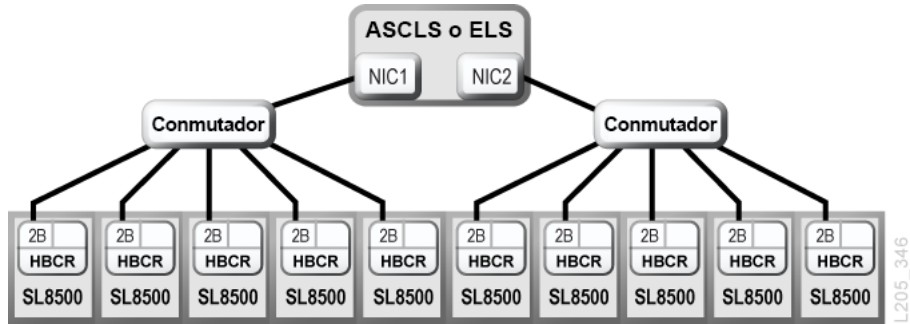 ASCLS o ELS
NIC1 NIC2
Conmutador Conmutador
2B 2B 2B 2B 2B 2B 2B 2B 2B 2B
HBCR HBCR HBCR HBCR HBCR HBCR HBCR HBCR HBCR HBCR
SL8500 SL8500 SL8500 SL8500 SL8500 SL8500 SL8500 SL8500 SL8500 SL8500
L205_346